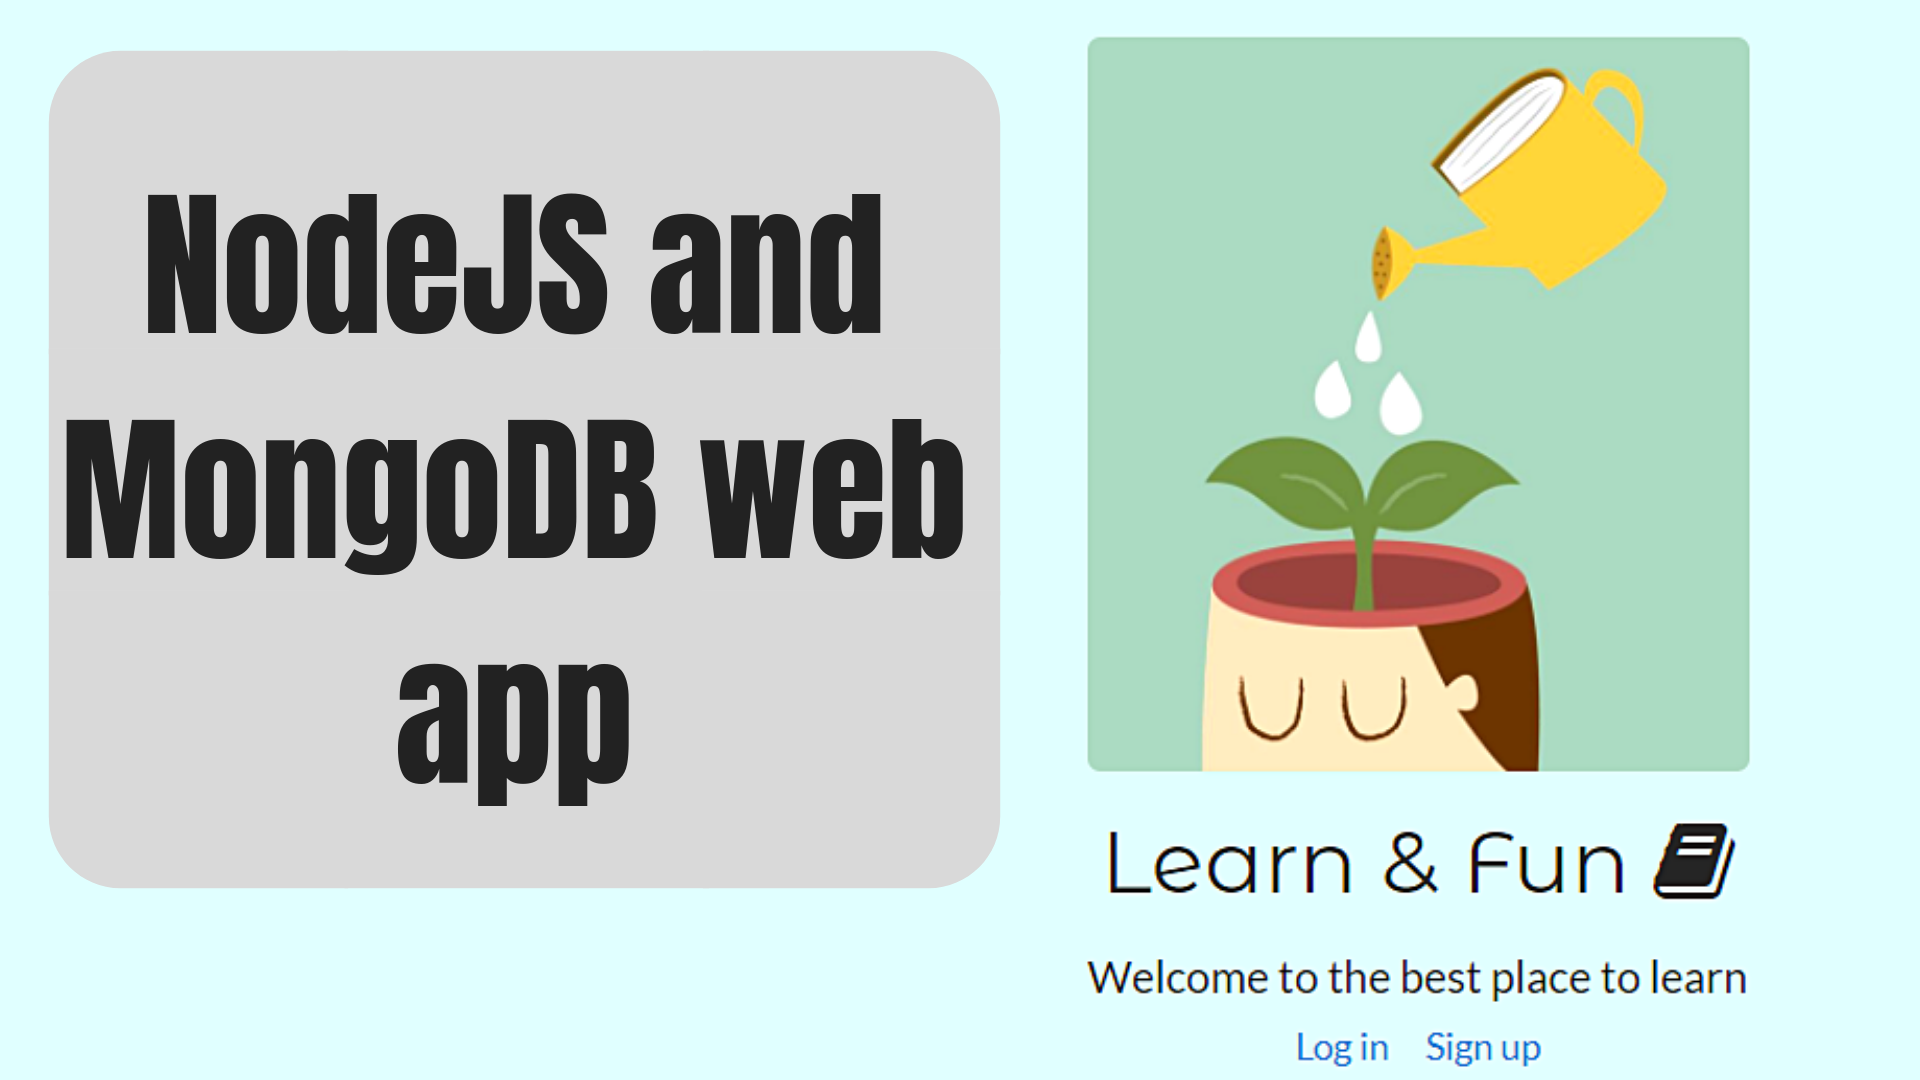 NodeJS and
MongoDB web
app
Learn & Fun
Welcome to the best place to learn
Log in Sign up